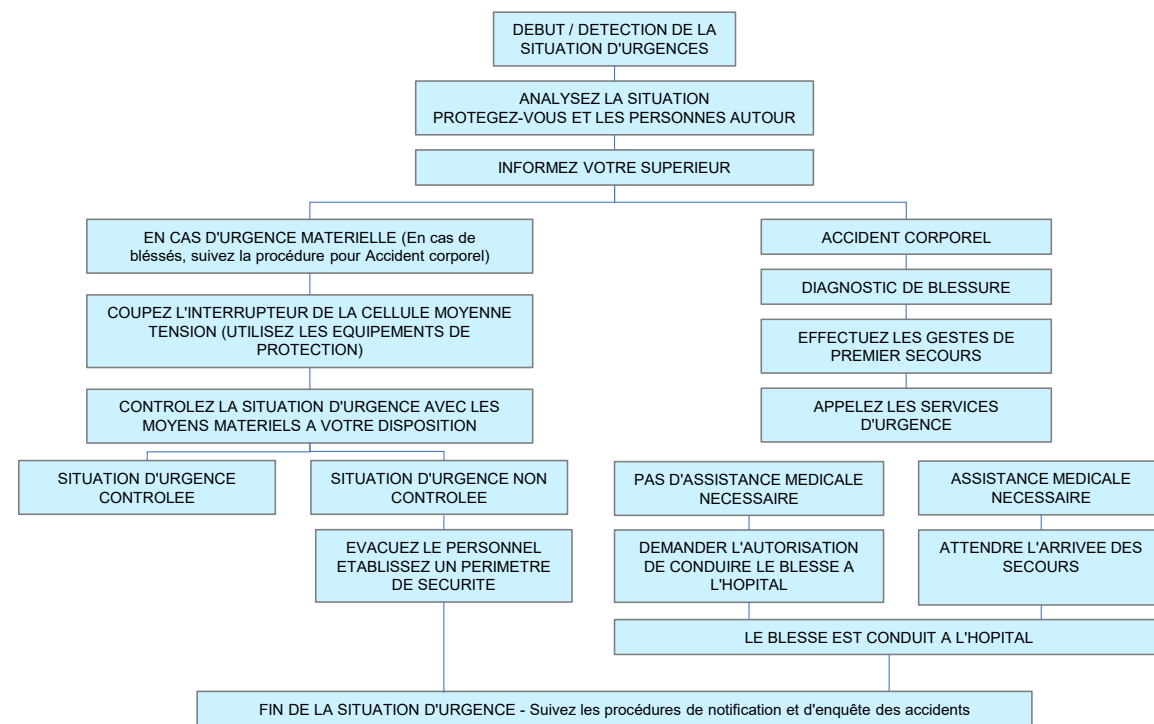 DEBUT / DETECTION DE LA
SITUATION D'URGENCES
ANALYSEZ LA SITUATION
PROTEGEZ-VOUS ET LES PERSONNES AUTOUR
INFORMEZ VOTRE SUPERIEUR
EN CAS D'URGENCE MATERIELLE (En cas de
bléssés, suivez la procédure pour Accident corporel)
COUPEZ L'INTERRUPTEUR DE LA CELLULE MOYENNE
TENSION (UTILISEZ LES EQUIPEMENTS DE
PROTECTION)
CONTROLEZ LA SITUATION D'URGENCE AVEC LES
MOYENS MATERIELS A VOTRE DISPOSITION
SITUATION D'URGENCE
CONTROLEE
SITUATION D'URGENCE NON
CONTROLEE
EVACUEZ LE PERSONNEL
ETABLISSEZ UN PERIMETRE
DE SECURITE
ACCIDENT CORPOREL
DIAGNOSTIC DE BLESSURE
EFFECTUEZ LES GESTES DE
PREMIER SECOURS
APPELEZ LES SERVICES
D'URGENCE
PAS D'ASSISTANCE MEDICALE
NECESSAIRE
DEMANDER L'AUTORISATION
DE CONDUIRE LE BLESSE A
L'HOPITAL
ASSISTANCE MEDICALE
NECESSAIRE
ATTENDRE L'ARRIVEE DES
SECOURS
LE BLESSE EST CONDUIT A L'HOPITAL
FIN DE LA SITUATION D'URGENCE - Suivez les procédures de notification et d'enquête des accidents